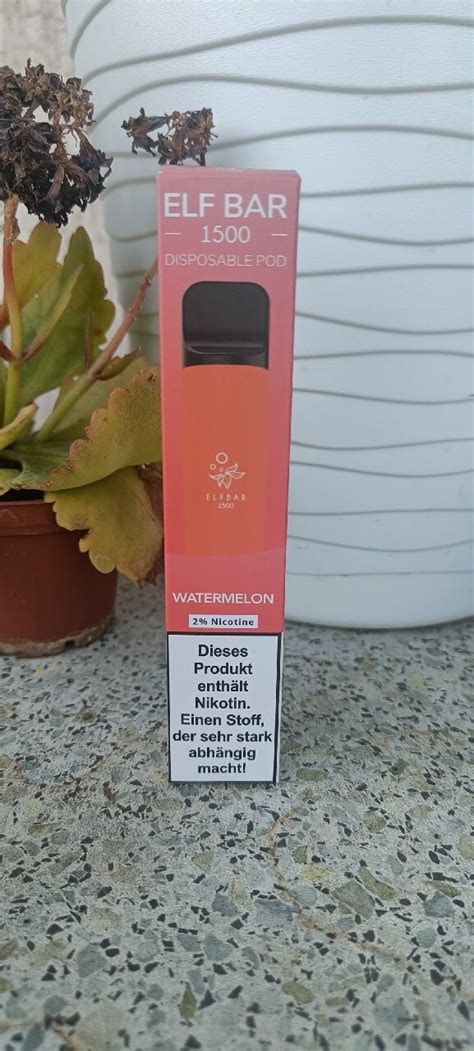 ELF BAR
1500
DISPOSABLE POD
ELFBAR
1500
WATERMELON
2% Nicotine
Dieses
Produkt
enthält
Nikotin.
Einen Stoff,
der sehr stark
abhängig
macht!